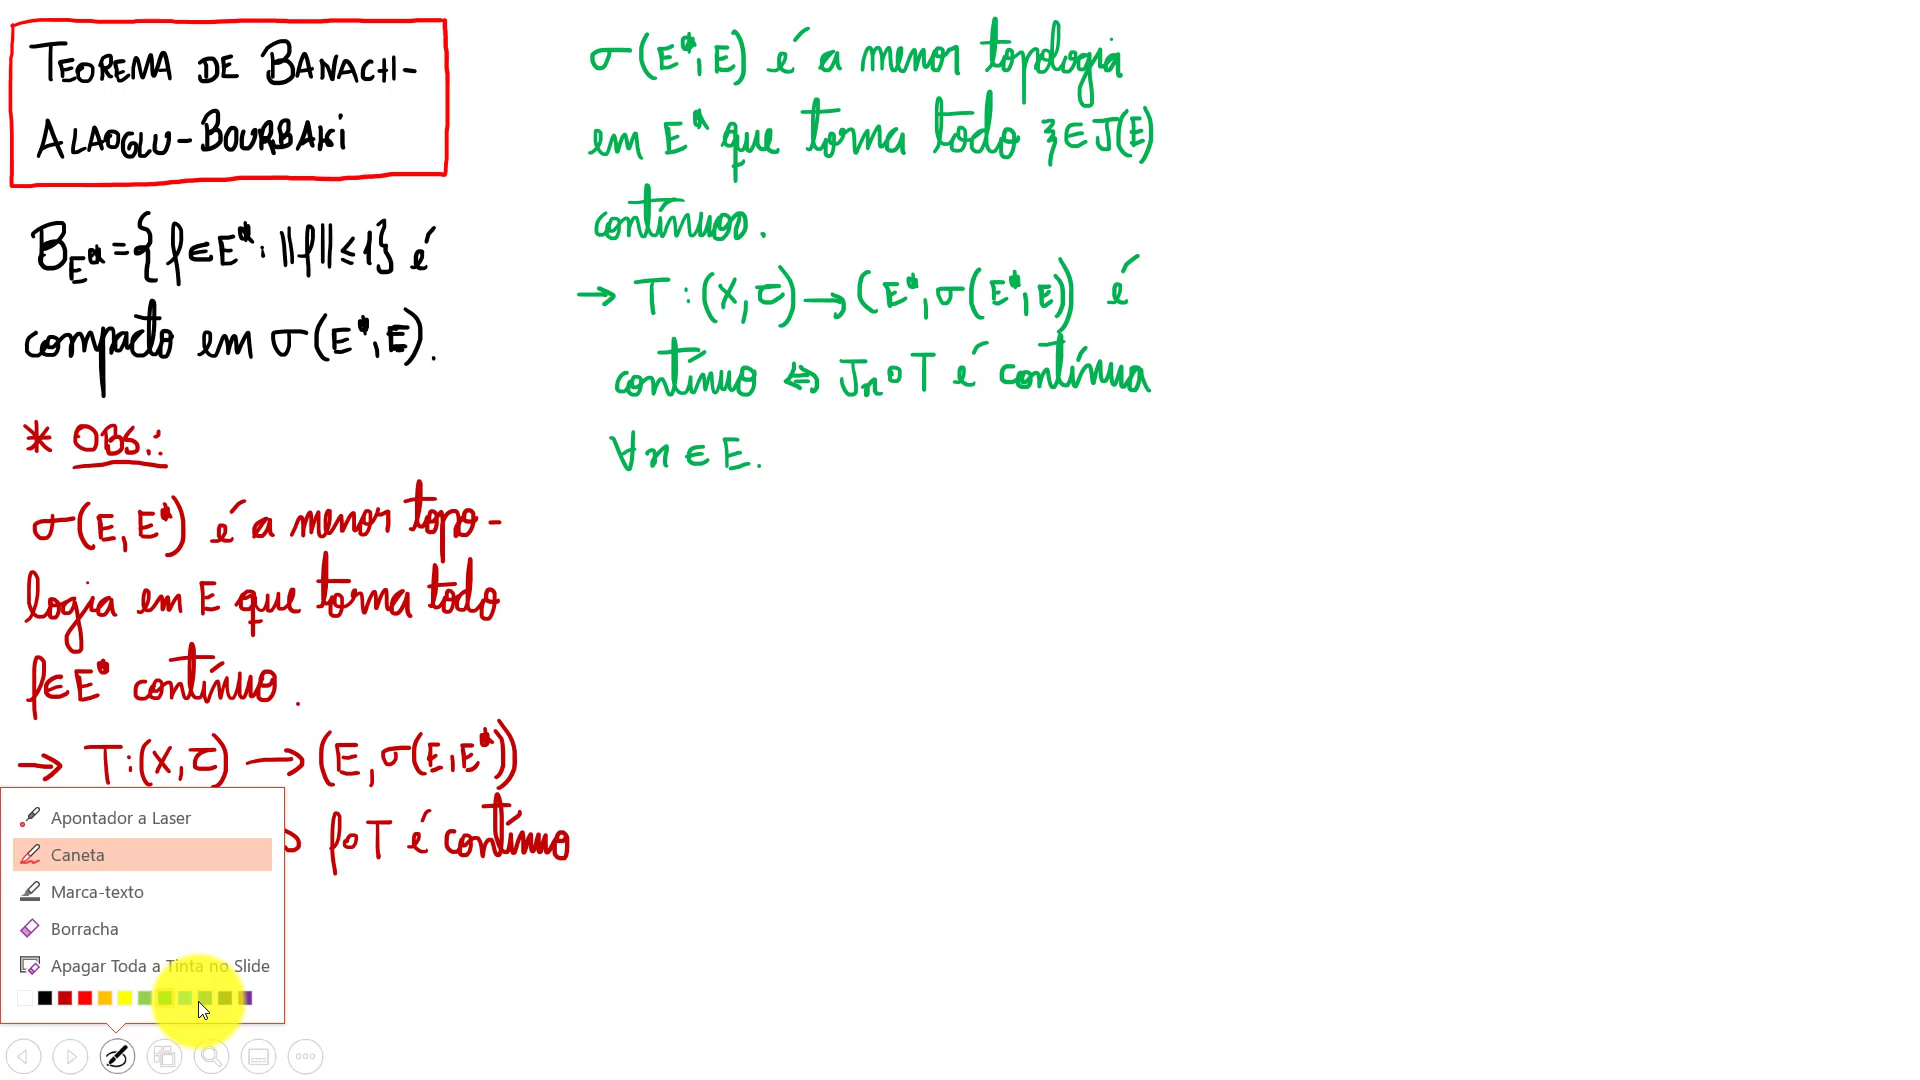 TEOREMA DE BANACH-
ALAOGLU-BOURBAKI
B_{E*} = { f ∈ E* : ||f|| ≤ 1 } é
compacto em σ(E*, E).
* OBS.:
σ(E, E*) é a menor topo-
logia em E que torna todo
f ∈ E* contínuo.
→ T : (X, τ) → (E, σ(E, E*))
f∘T é contínuo
σ(E*, E) é a menor topologia
em E* que torna todo ξ ∈ J(E)
contínuo.
→ T : (X, τ) → (E*, σ(E*, E)) é
contínuo ⇔ J_x∘T é contínua
∀x ∈ E.
Apontador a Laser
Caneta
Marca-texto
Borracha
Apagar Toda a Tinta no Slide